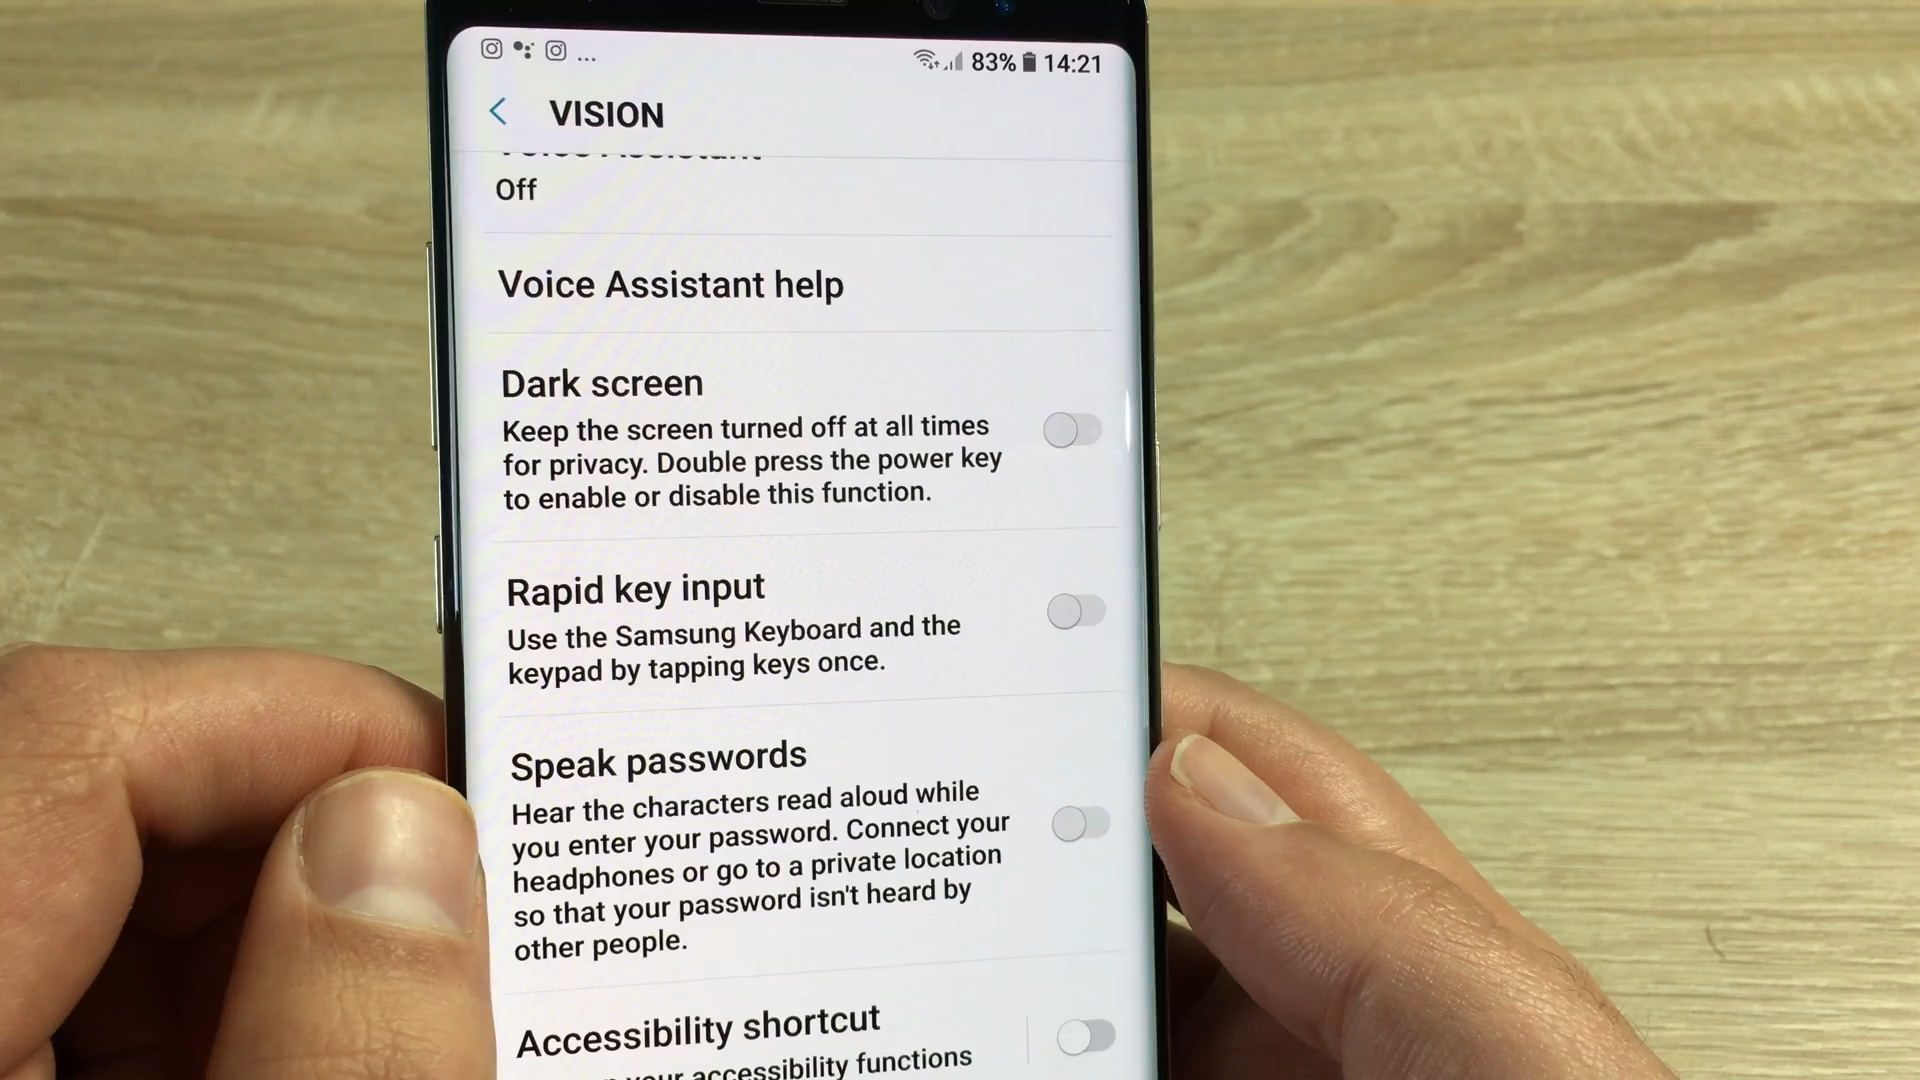 83% 14:21
VISION
Voice Assistant
Off
Voice Assistant help
Dark screen
Keep the screen turned off at all times
for privacy. Double press the power key
to enable or disable this function.
Rapid key input
Use the Samsung Keyboard and the
keypad by tapping keys once.
Speak passwords
Hear the characters read aloud while
you enter your password. Connect your
headphones or go to a private location
so that your password isn't heard by
other people.
Accessibility shortcut
your accessibility functions